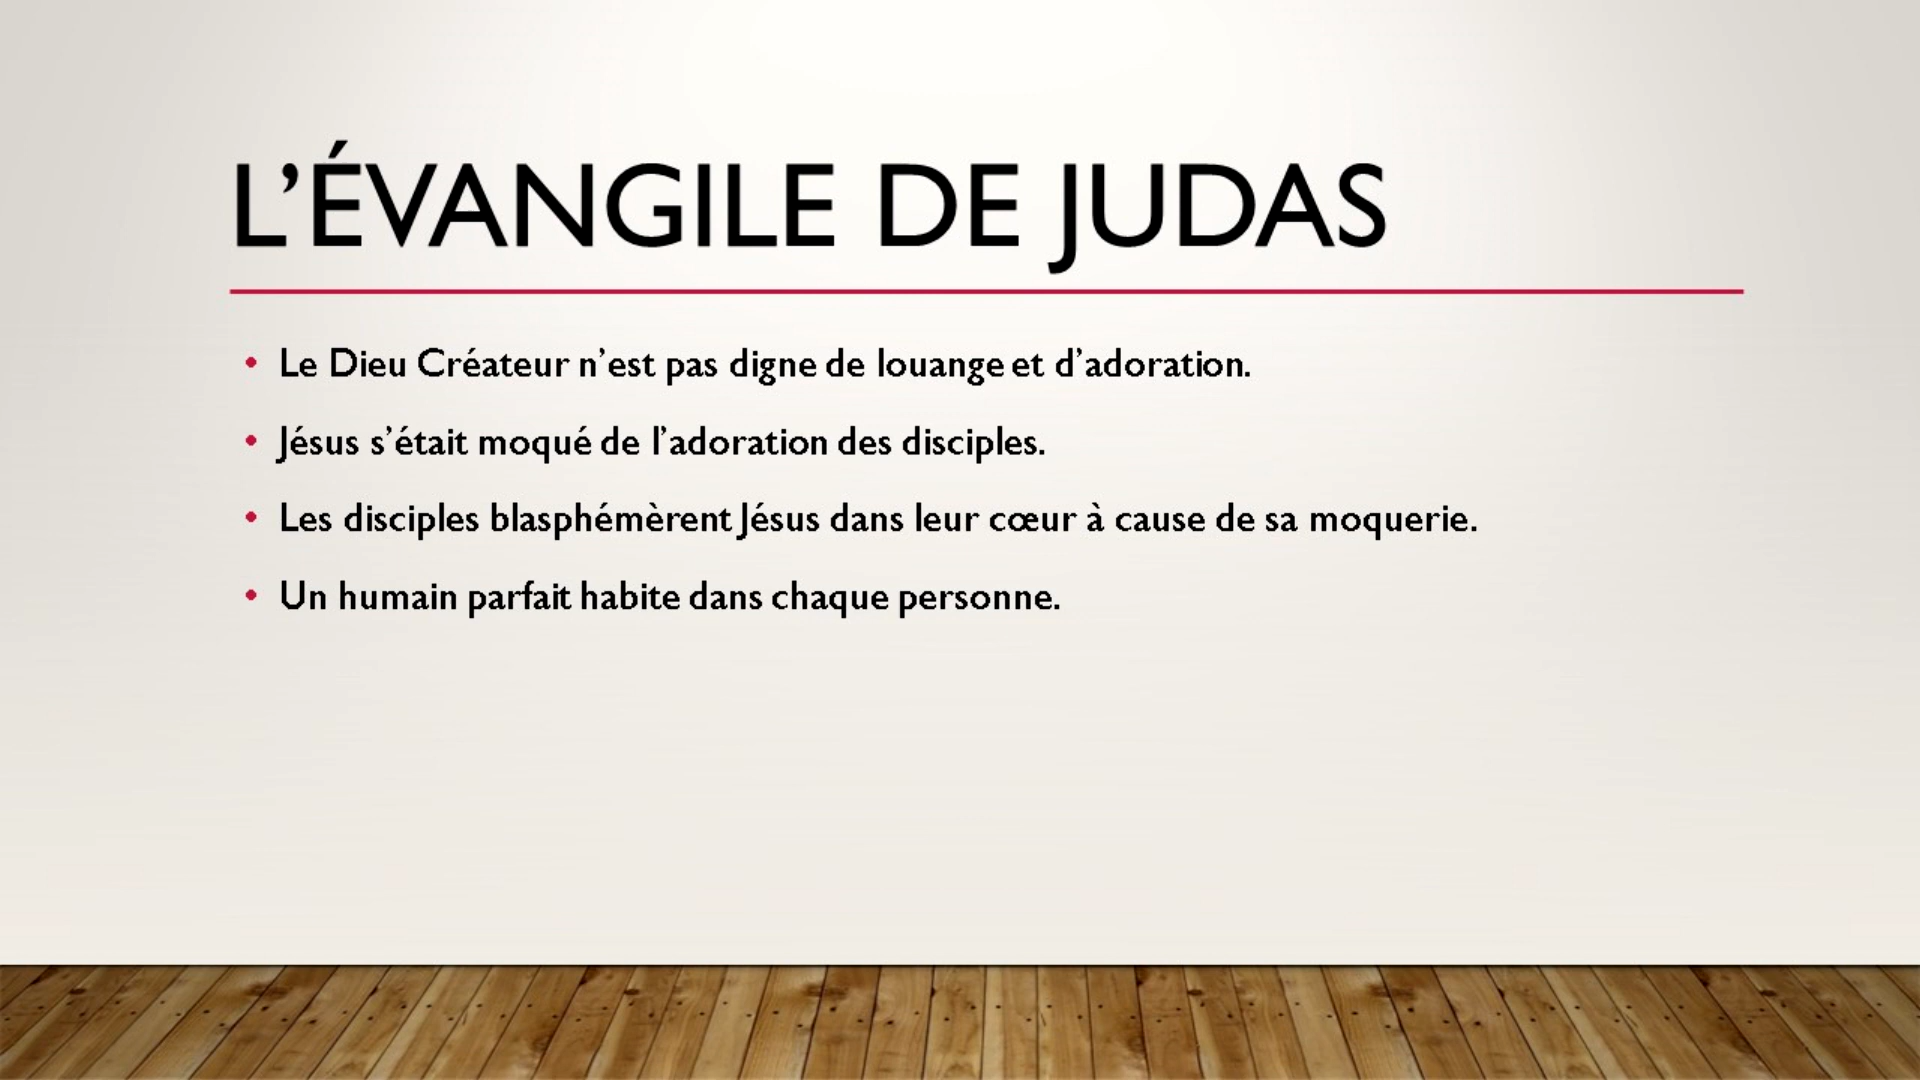 L’ÉVANGILE DE JUDAS
• Le Dieu Créateur n’est pas digne de louange et d’adoration.
• Jésus s’était moqué de l’adoration des disciples.
• Les disciples blasphémèrent Jésus dans leur cœur à cause de sa moquerie.
• Un humain parfait habite dans chaque personne.